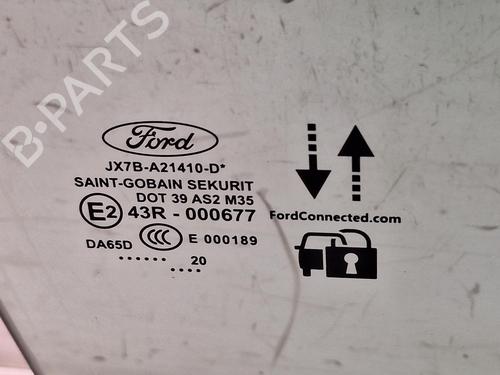 B-PARTS
Ford
JX7B-A21410-D*
SAINT-GOBAIN SEKURIT
DOT 39 AS2 M35
E2 43R - 000677
DA65D CCC E 000189
...... 20
....
FordConnected.com